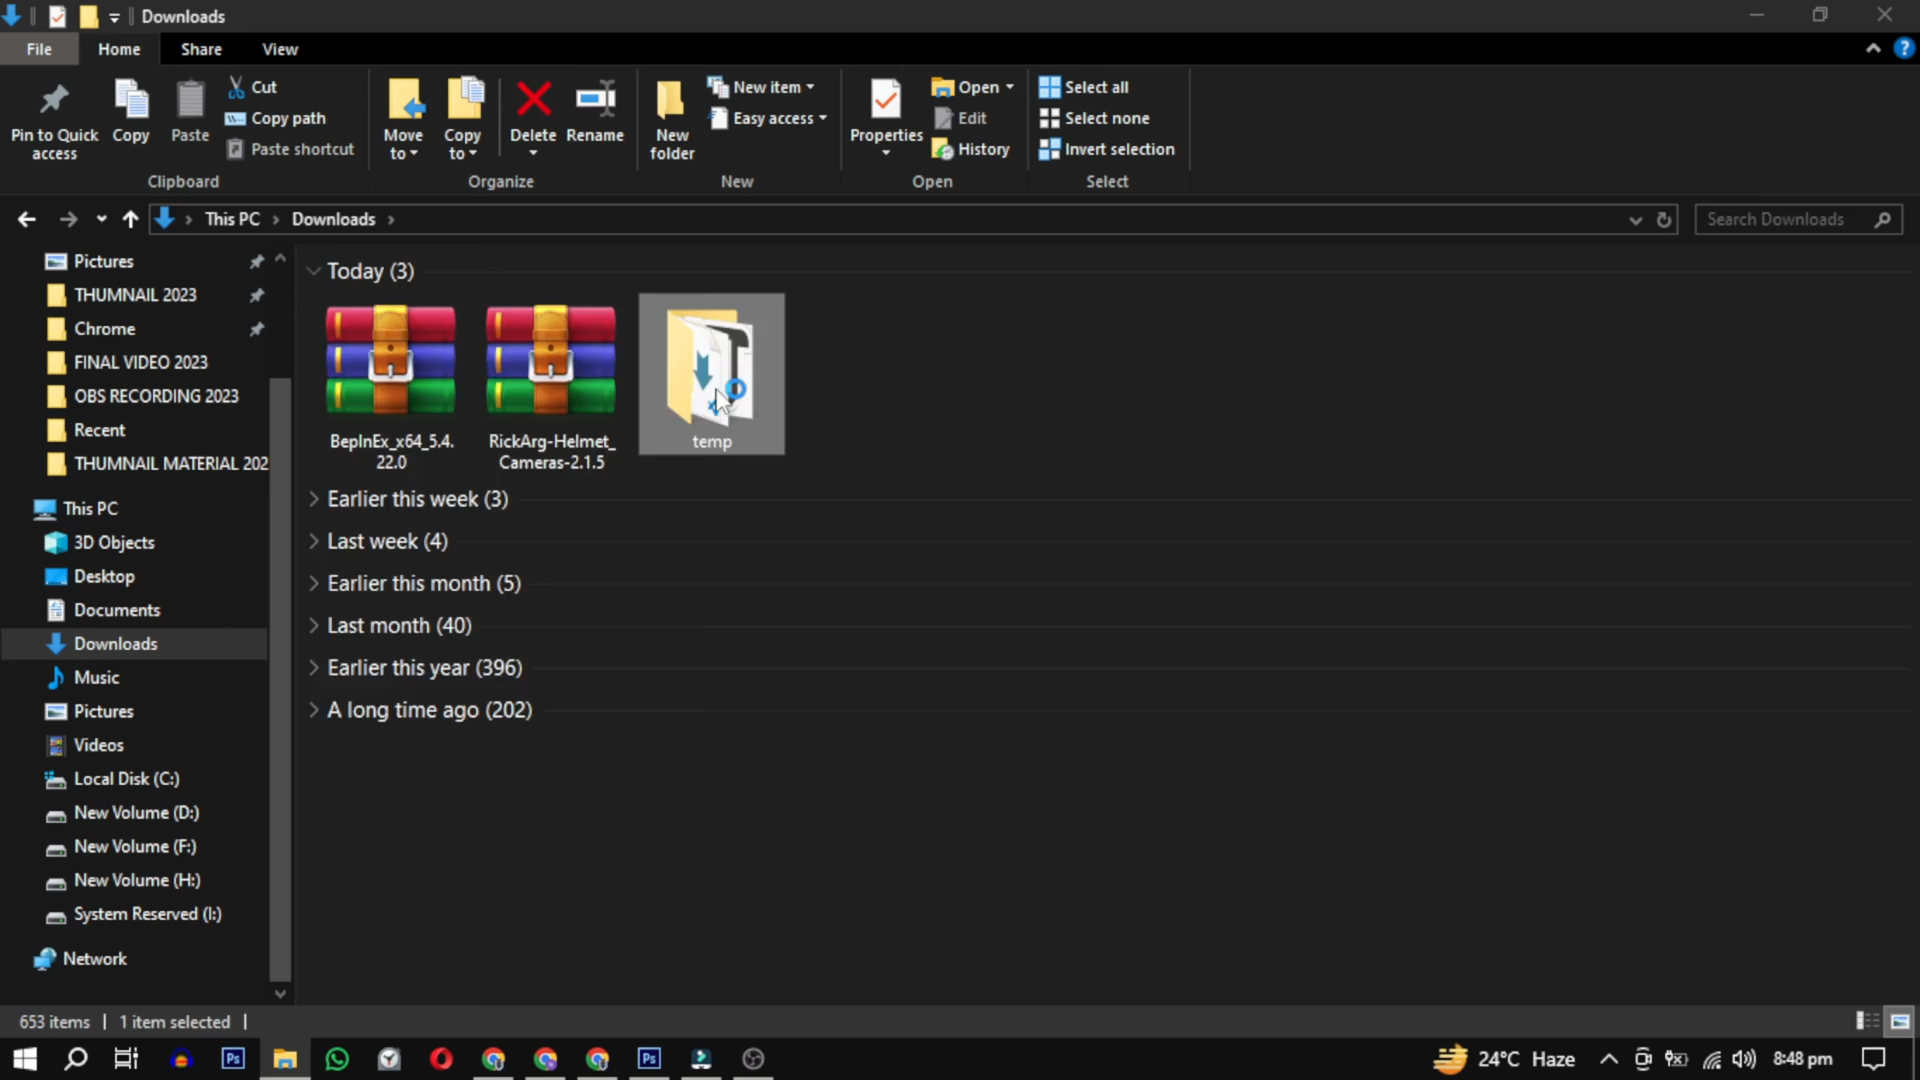 Downloads
File Home Share View
Pin to Quick access
Copy
Paste
Cut
Copy path
Paste shortcut
Clipboard
Move to
Copy to
Delete
Rename
Organize
New folder
New item
Easy access
New
Properties
Open
Edit
History
Open
Select all
Select none
Invert selection
Select
This PC > Downloads >
Search Downloads
Pictures
THUMNAIL 2023
Chrome
FINAL VIDEO 2023
OBS RECORDING 2023
Recent
THUMNAIL MATERIAL 202
This PC
3D Objects
Desktop
Documents
Downloads
Music
Pictures
Videos
Local Disk (C:)
New Volume (D:)
New Volume (F:)
New Volume (H:)
System Reserved (I:)
Network
Today (3)
BepInEx_x64_5.4.
22.0
RickArg-Helmet_
Cameras-2.1.5
temp
Earlier this week (3)
Last week (4)
Earlier this month (5)
Last month (40)
Earlier this year (396)
A long time ago (202)
653 items | 1 item selected |
Ps
Ps
24°C Haze
8:48 pm